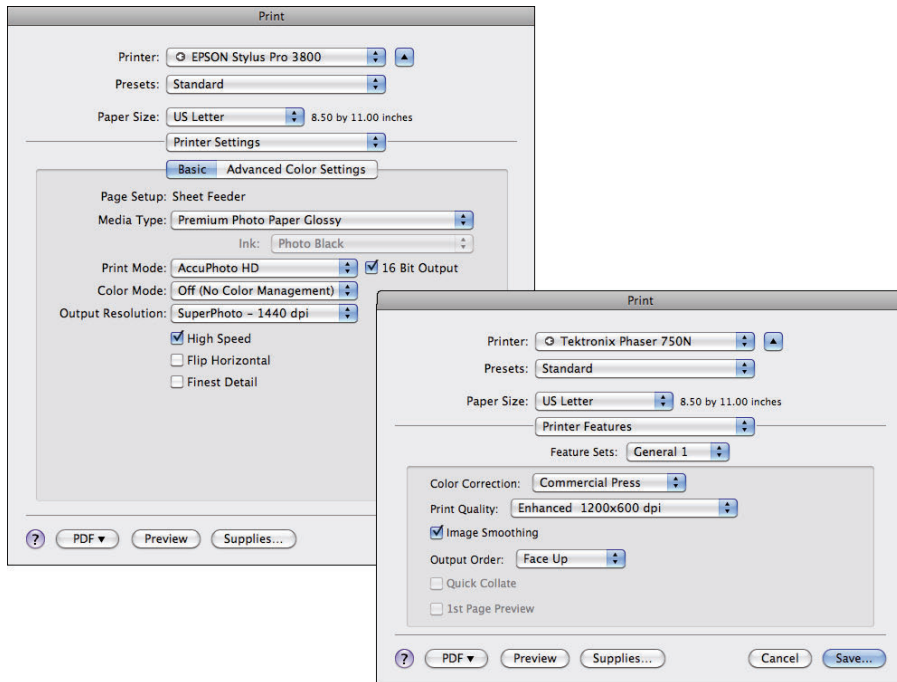 Print
Printer: EPSON Stylus Pro 3800
Presets: Standard
Paper Size: US Letter 8.50 by 11.00 inches
Printer Settings
Basic Advanced Color Settings
Page Setup: Sheet Feeder
Media Type: Premium Photo Paper Glossy
Ink: Photo Black
Print Mode: AccuPhoto HD 16 Bit Output
Color Mode: Off (No Color Management)
Output Resolution: SuperPhoto - 1440 dpi
High Speed
Flip Horizontal
Finest Detail
? PDF▼ Preview Supplies...
Print
Printer: Tektronix Phaser 750N
Presets: Standard
Paper Size: US Letter 8.50 by 11.00 inches
Printer Features
Feature Sets: General 1
Color Correction: Commercial Press
Print Quality: Enhanced 1200x600 dpi
Image Smoothing
Output Order: Face Up
Quick Collate
1st Page Preview
? PDF▼ Preview Supplies... Cancel Save...